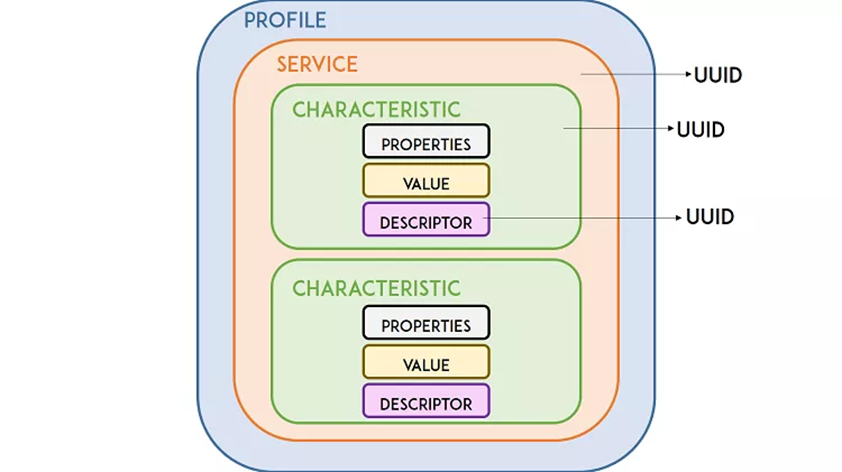 PROFILE
SERVICE
UUID
CHARACTERISTIC
UUID
PROPERTIES
VALUE
DESCRIPTOR
UUID
CHARACTERISTIC
PROPERTIES
VALUE
DESCRIPTOR